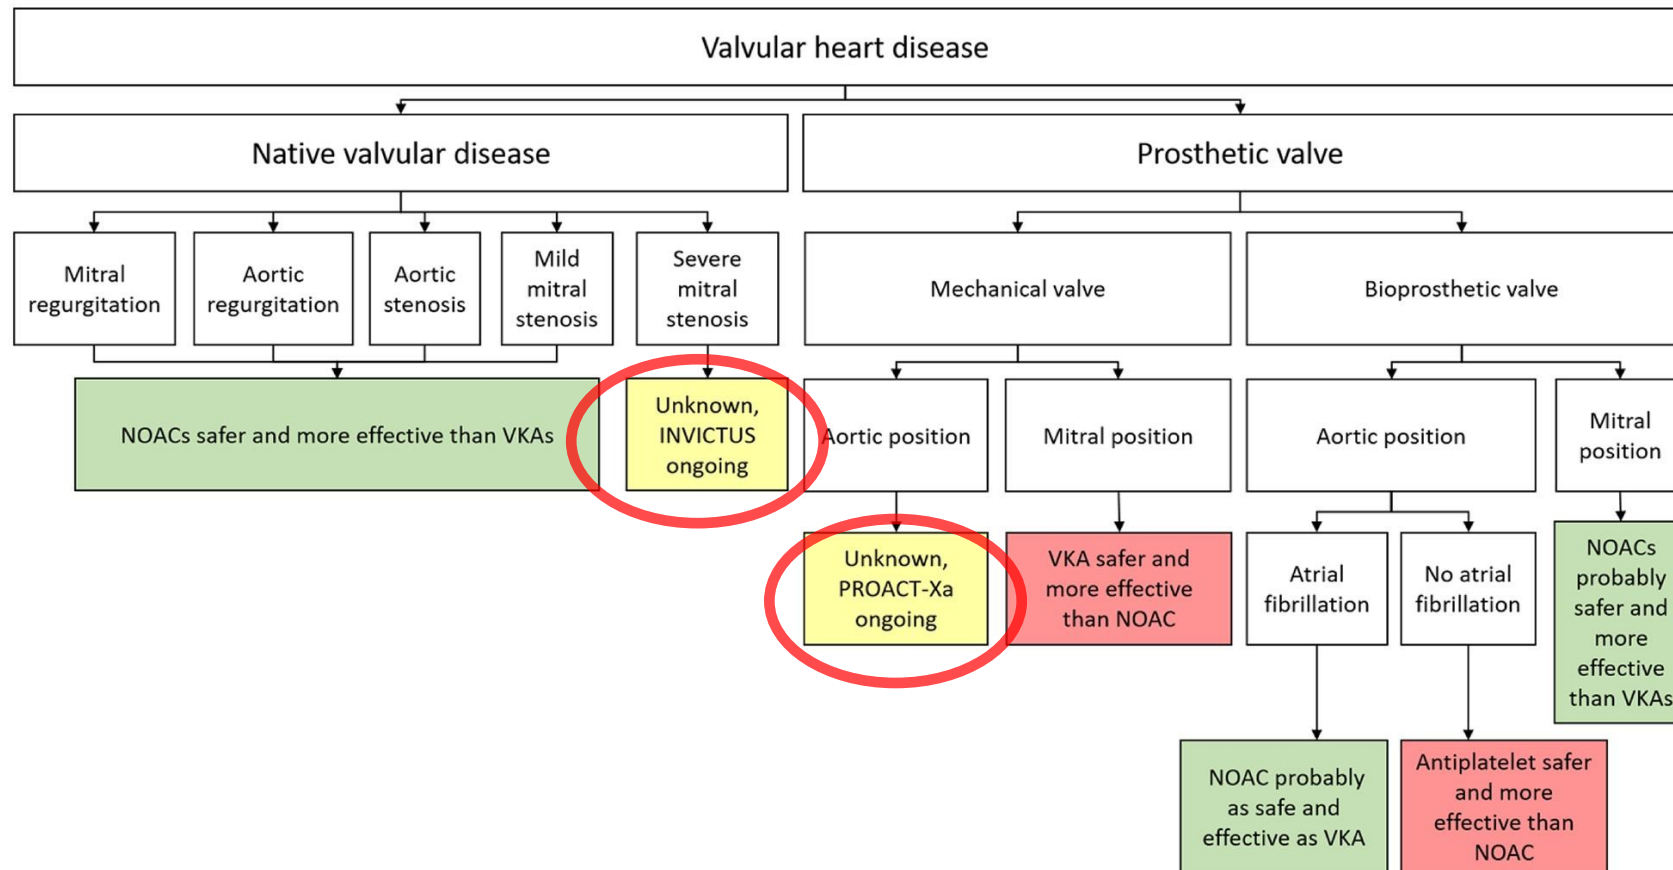 Valvular heart disease
Native valvular disease
Prosthetic valve
Mitral
regurgitation
Aortic
regurgitation
Aortic
stenosis
Mild
mitral
stenosis
Severe
mitral
stenosis
Mechanical valve
Bioprosthetic valve
NOACs safer and more effective than VKAs
Unknown,
INVICTUS
ongoing
Aortic position
Mitral position
Aortic position
Mitral
position
Unknown,
PROACT-Xa
ongoing
VKA safer and
more effective
than NOAC
Atrial
fibrillation
No atrial
fibrillation
NOACs
probably
safer and
more
effective
than VKAs
NOAC probably
as safe and
effective as VKA
Antiplatelet safer
and more
effective than
NOAC